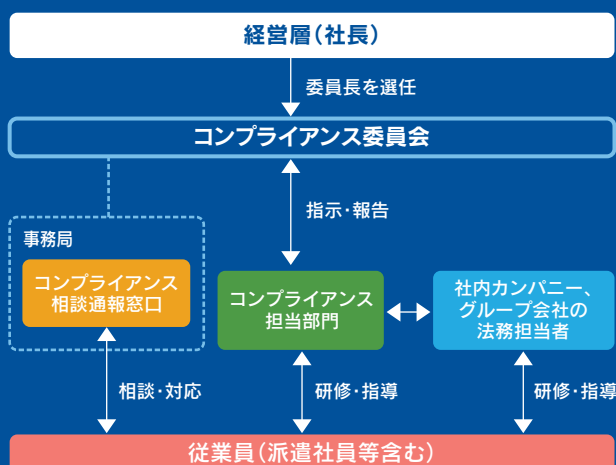 経営層（社長）
委員長を選任
コンプライアンス委員会
指示・報告
事務局
コンプライアンス
相談通報窓口
コンプライアンス
担当部門
社内カンパニー、
グループ会社の
法務担当者
相談・対応
研修・指導
研修・指導
従業員（派遣社員等含む）